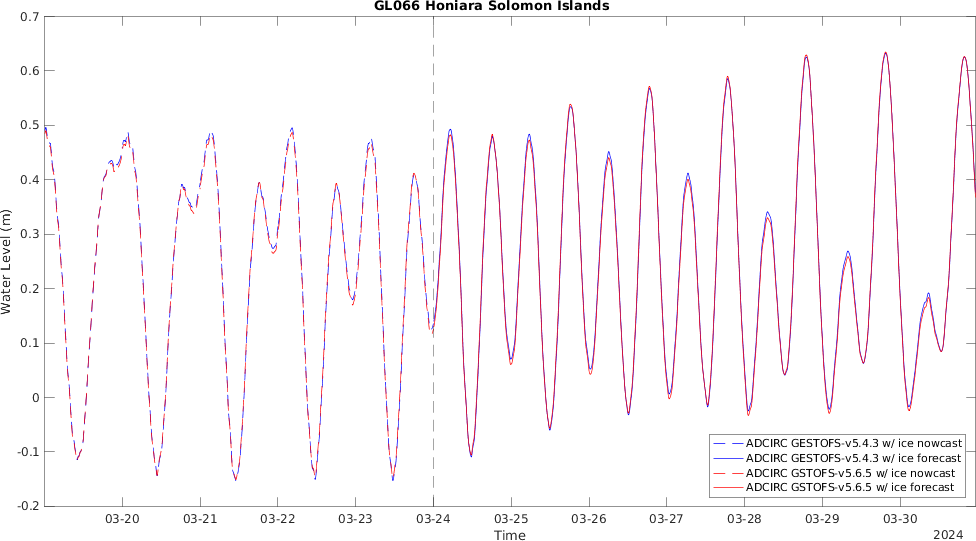 GL066 Honiara Solomon Islands
0.7
0.6
0.5
0.4
0.3
0.2
0.1
0
-0.1
-0.2
Water Level (m)
03-20 03-21 03-22 03-23 03-24 03-25 03-26 03-27 03-28 03-29 03-30
Time
2024
ADCIRC GESTOFS-v5.4.3 w/ ice nowcast
ADCIRC GESTOFS-v5.4.3 w/ ice forecast
ADCIRC GSTOFS-v5.6.5 w/ ice nowcast
ADCIRC GSTOFS-v5.6.5 w/ ice forecast